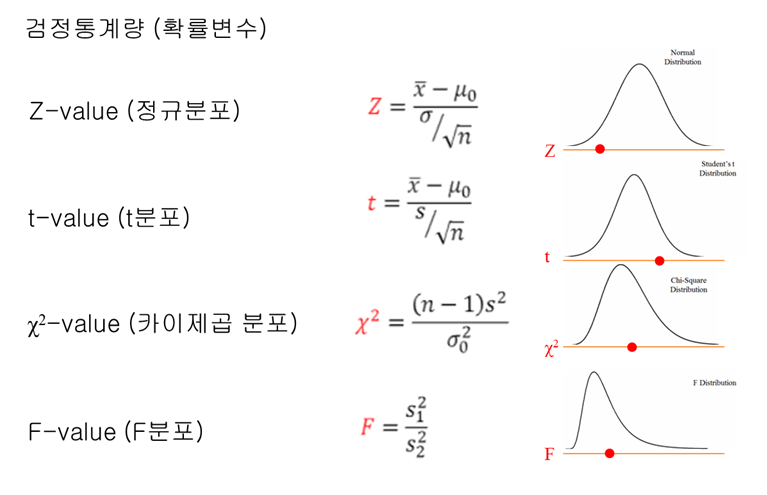 검정통계량 (확률변수)
Z-value (정규분포)
Z = (x̄ − μ₀) / (σ/√n)
Normal
Distribution
Z
t-value (t분포)
t = (x̄ − μ₀) / (s/√n)
Student's t
Distribution
t
χ²-value (카이제곱 분포)
χ² = (n − 1)s² / σ₀²
Chi-Square
Distribution
χ²
F-value (F분포)
F = s₁² / s₂²
F Distribution
F